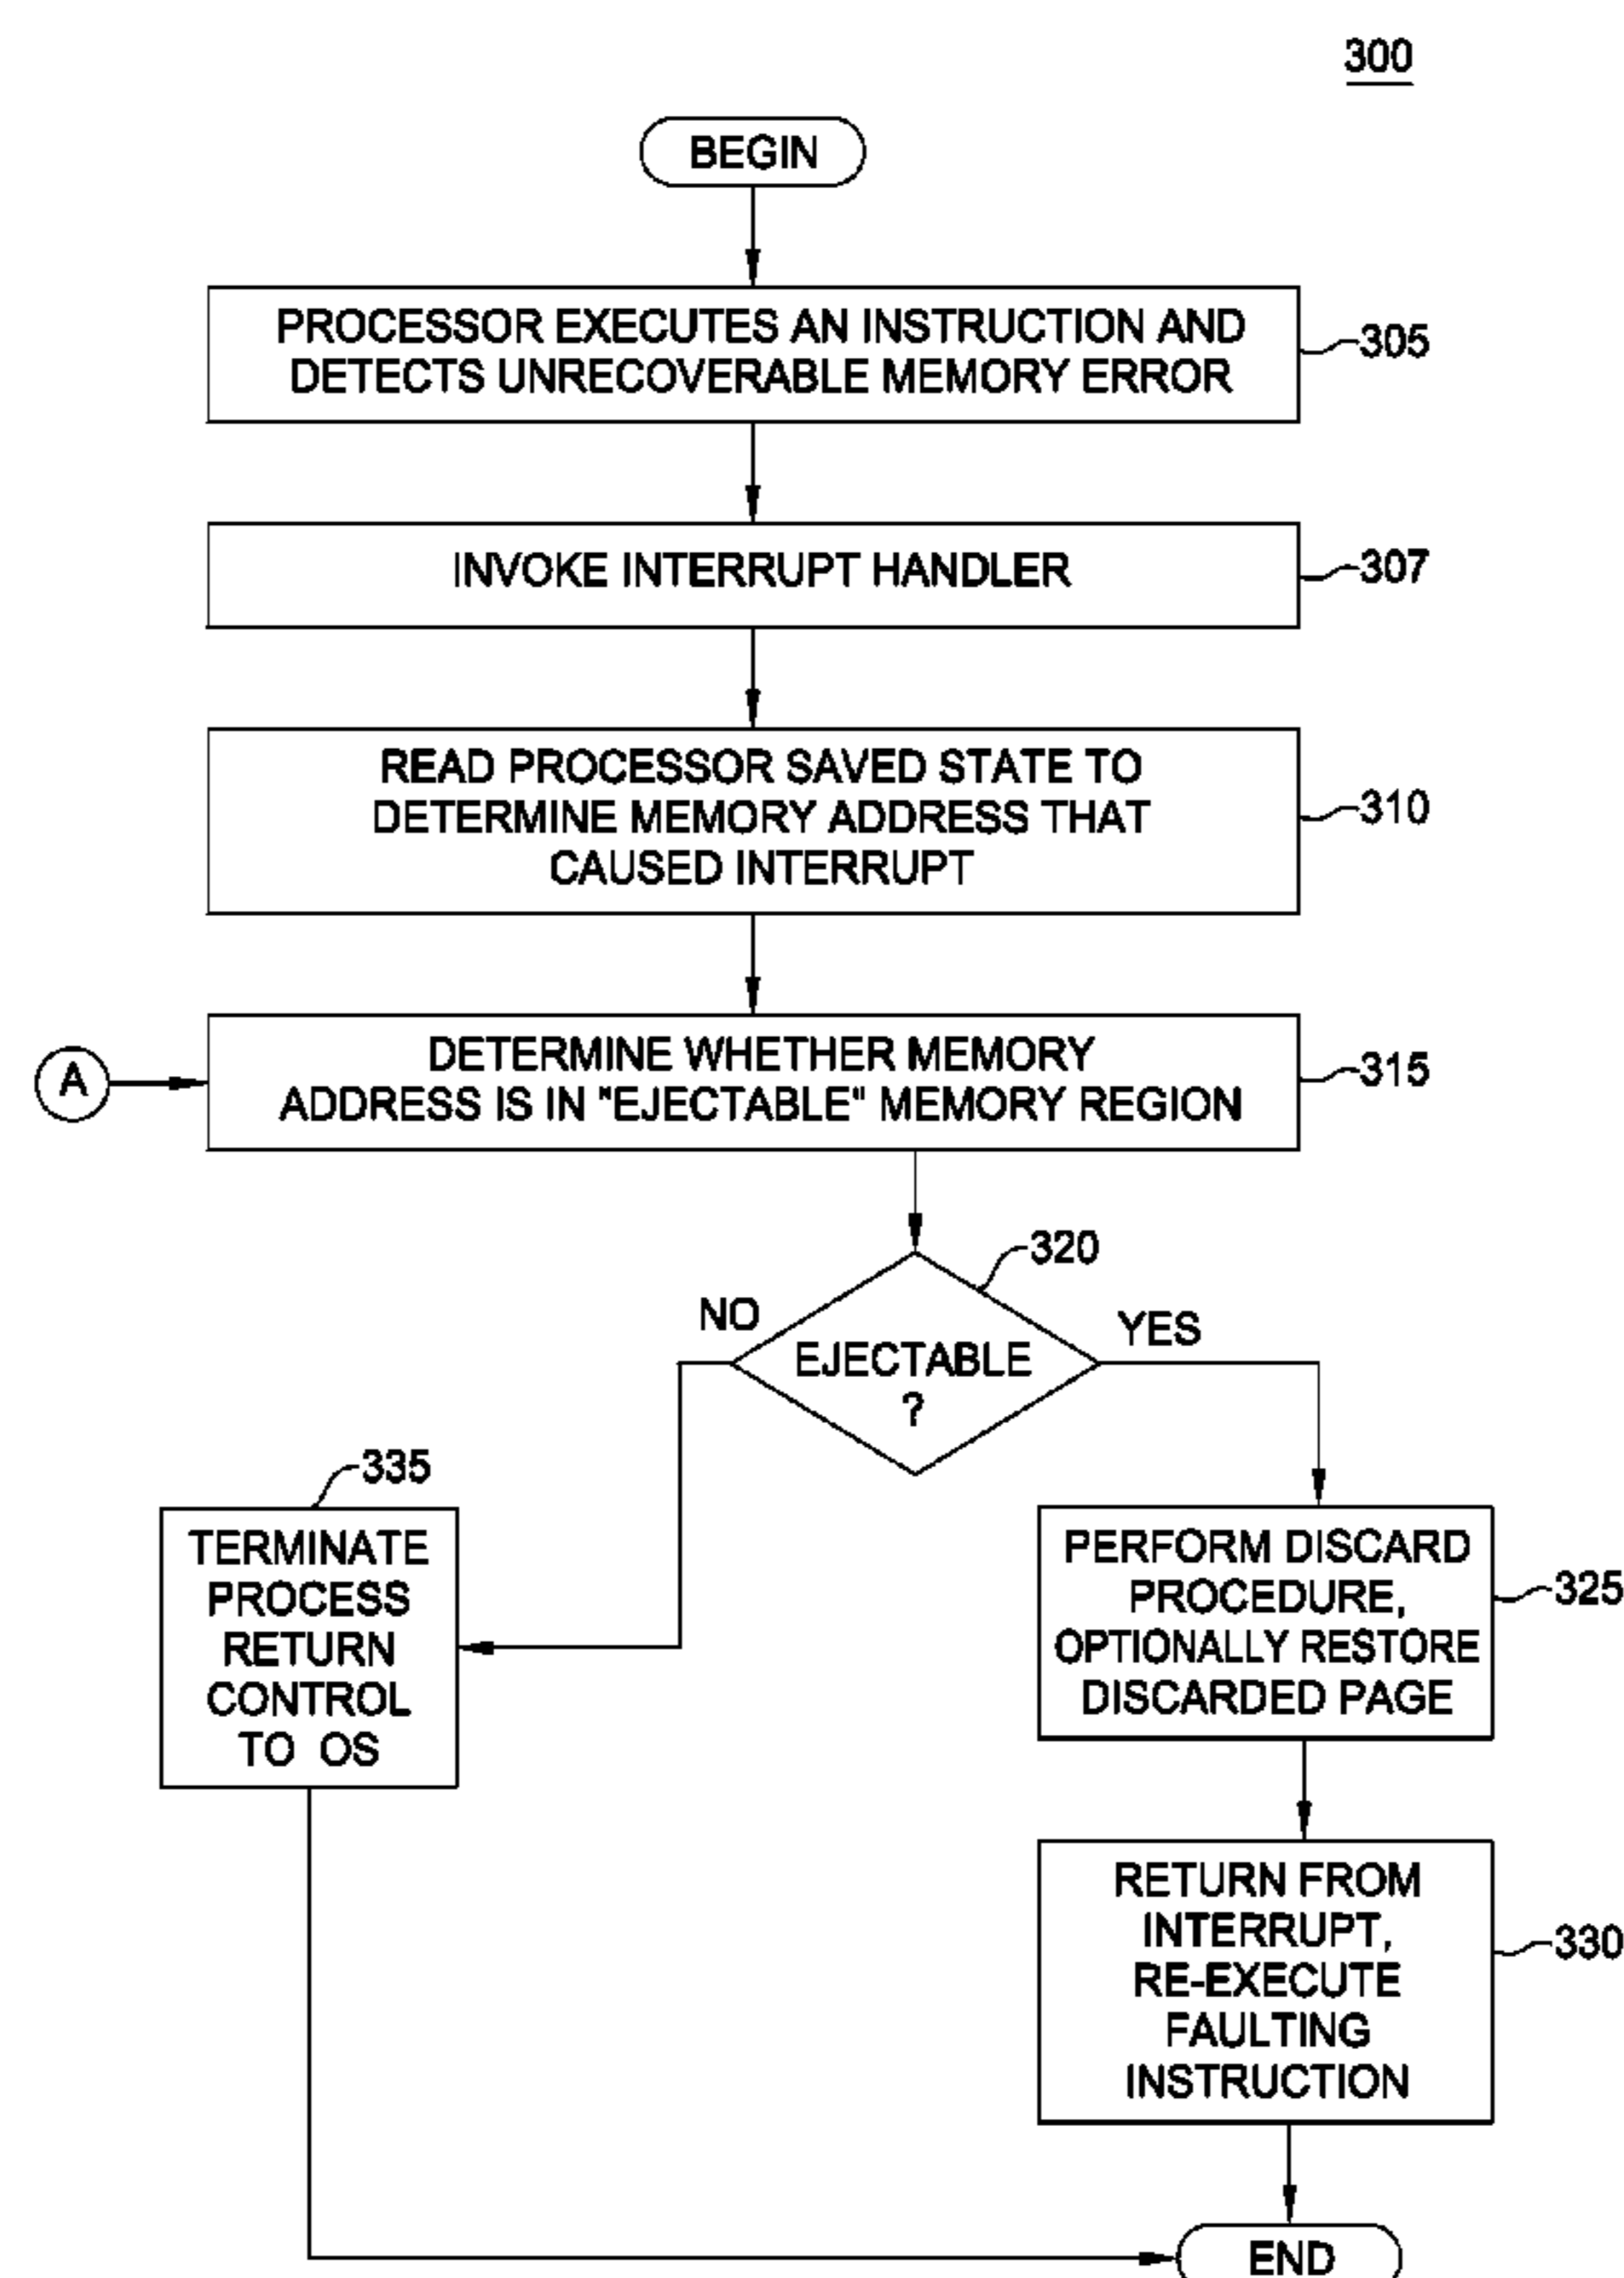 300
BEGIN
PROCESSOR EXECUTES AN INSTRUCTION AND
DETECTS UNRECOVERABLE MEMORY ERROR
305
INVOKE INTERRUPT HANDLER
307
READ PROCESSOR SAVED STATE TO
DETERMINE MEMORY ADDRESS THAT
CAUSED INTERRUPT
310
A
DETERMINE WHETHER MEMORY
ADDRESS IS IN "EJECTABLE" MEMORY REGION
315
320
NO
YES
EJECTABLE
?
335
TERMINATE
PROCESS
RETURN
CONTROL
TO OS
PERFORM DISCARD
PROCEDURE,
OPTIONALLY RESTORE
DISCARDED PAGE
325
RETURN FROM
INTERRUPT,
RE-EXECUTE
FAULTING
INSTRUCTION
330
END